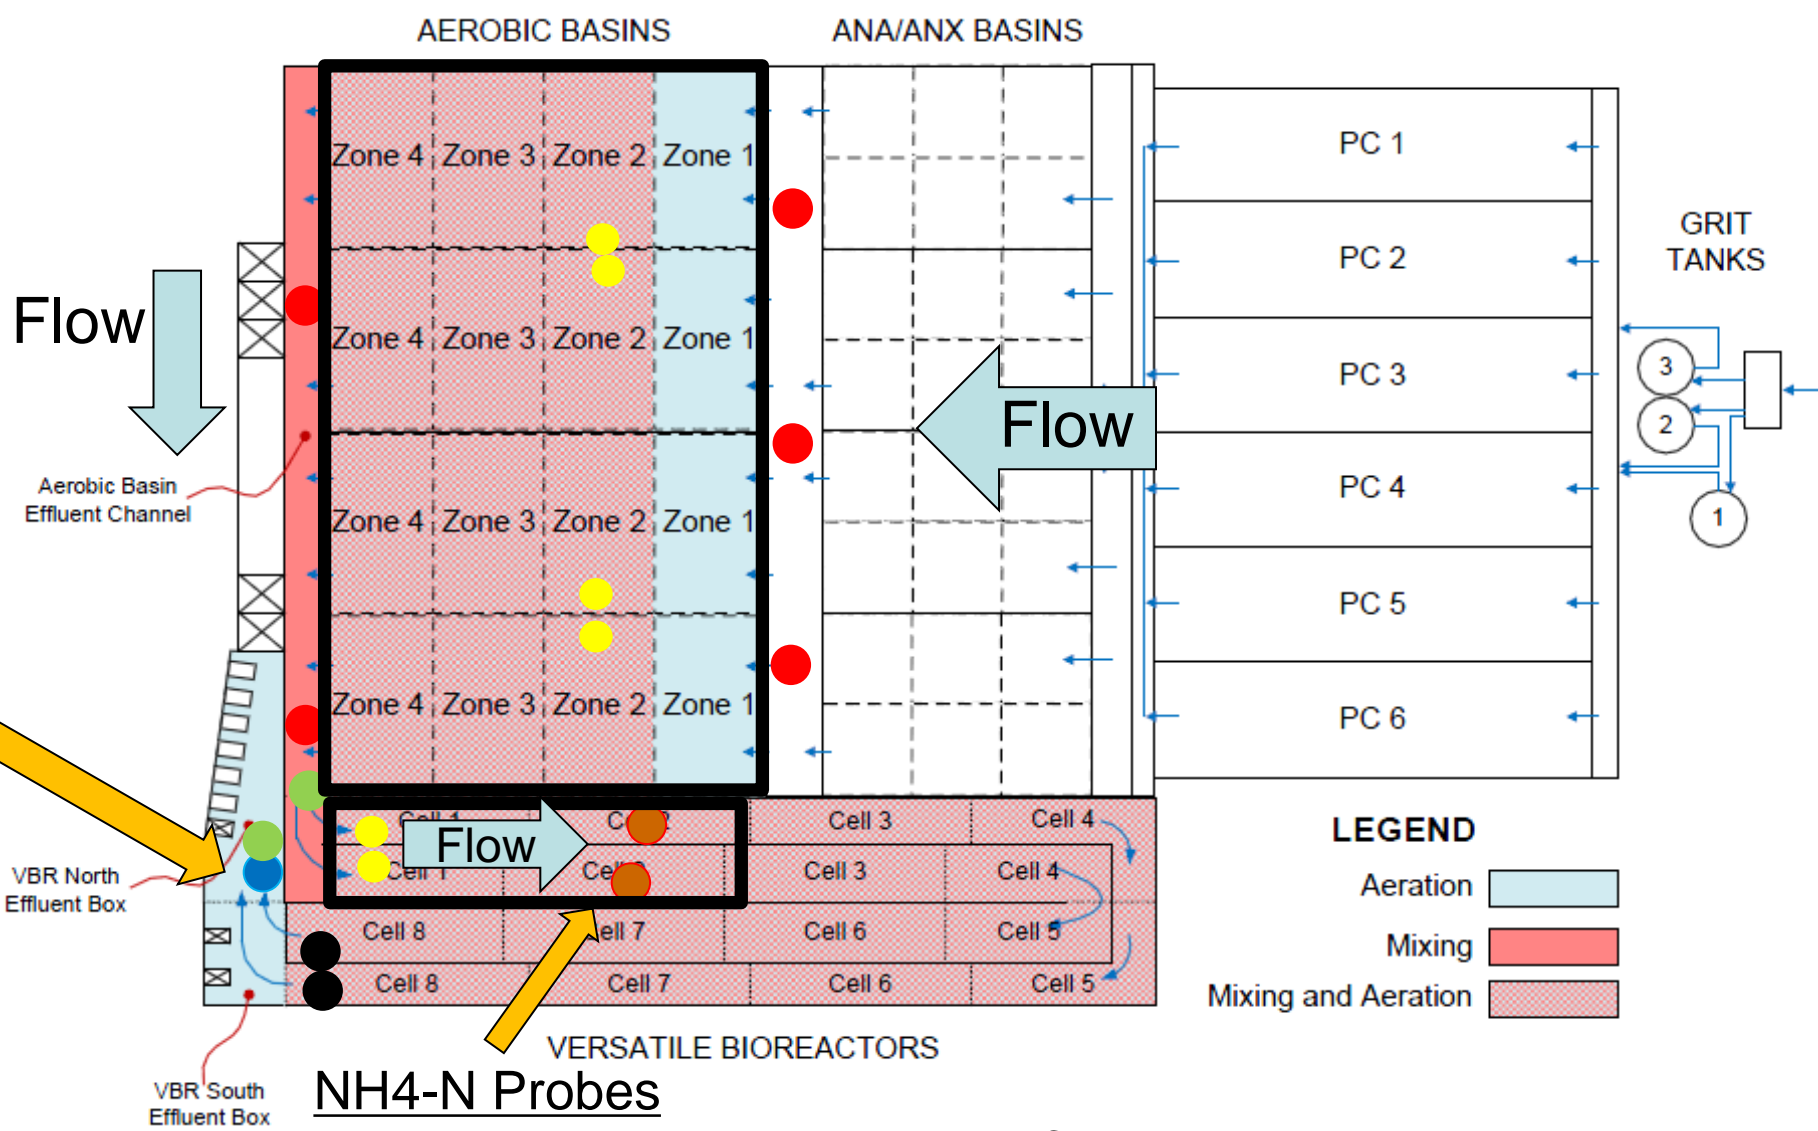 AEROBIC BASINS
ANA/ANX BASINS
Zone 4 Zone 3 Zone 2 Zone 1
PC 1
PC 2
GRIT
TANKS
Flow
Zone 4 Zone 3 Zone 2 Zone 1
PC 3
3
2
Flow
Aerobic Basin
Effluent Channel
Zone 4 Zone 3 Zone 2 Zone 1
PC 4
1
PC 5
Zone 4 Zone 3 Zone 2 Zone 1
PC 6
Cell 3
Cell 4
Flow
Cell 1
Cell 3
Cell 4
VBR North
Effluent Box
Cell 8
Cell 6
Cell 5
Cell 8
Cell 7
Cell 6
Cell 5
LEGEND
Aeration
Mixing
Mixing and Aeration
VERSATILE BIOREACTORS
NH4-N Probes
VBR South
Effluent Box